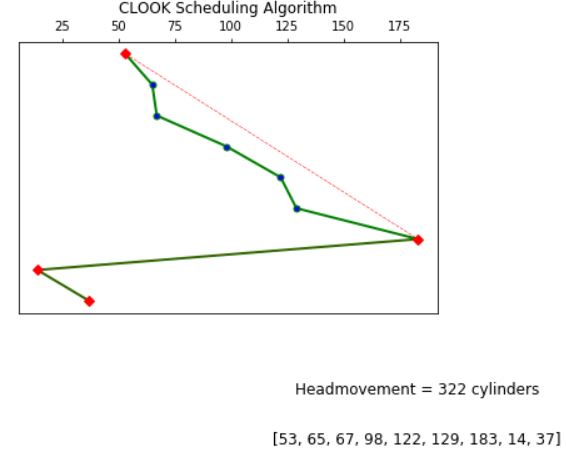 CLOOK Scheduling Algorithm
25 50 75 100 125 150 175
Headmovement = 322 cylinders
[53, 65, 67, 98, 122, 129, 183, 14, 37]